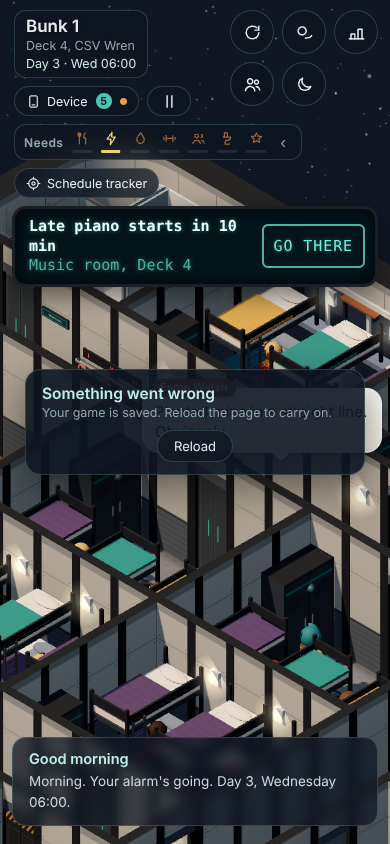 Bunk 1
Deck 4, CSV Wren
Day 3 · Wed 06:00
Device 5
Needs
Schedule tracker
Late piano starts in 10
min
Music room, Deck 4
GO THERE
Something went wrong
Your game is saved. Reload the page to carry on.
Reload
Good morning
Morning. Your alarm's going. Day 3, Wednesday
06:00.